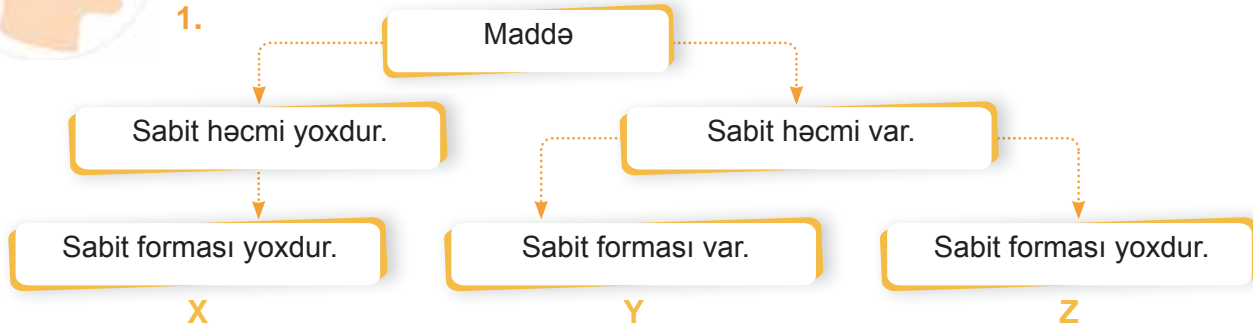 1.
Maddə
Sabit həcmi yoxdur.
Sabit həcmi var.
Sabit forması yoxdur.
Sabit forması var.
Sabit forması yoxdur.
X
Y
Z